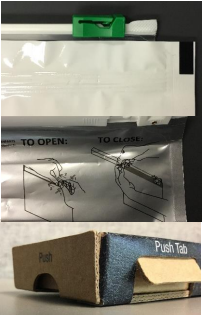 TO OPEN:
TO CLOSE:
Push
Push Tab